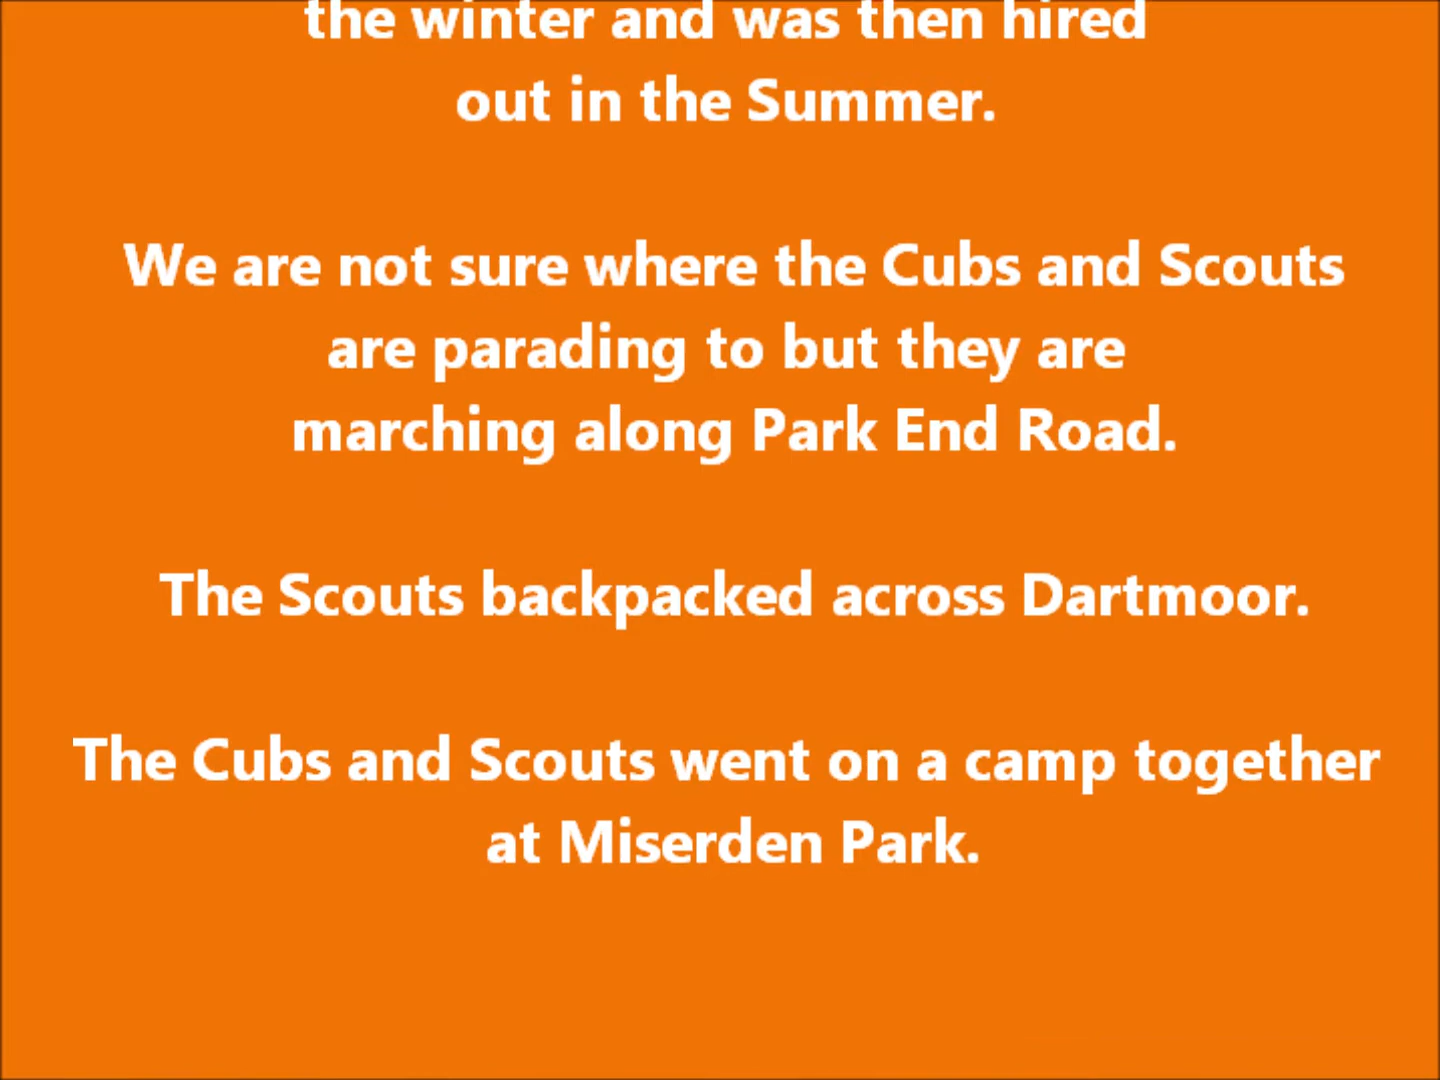 the winter and was then hired
out in the Summer.
We are not sure where the Cubs and Scouts
are parading to but they are
marching along Park End Road.
The Scouts backpacked across Dartmoor.
The Cubs and Scouts went on a camp together
at Miserden Park.